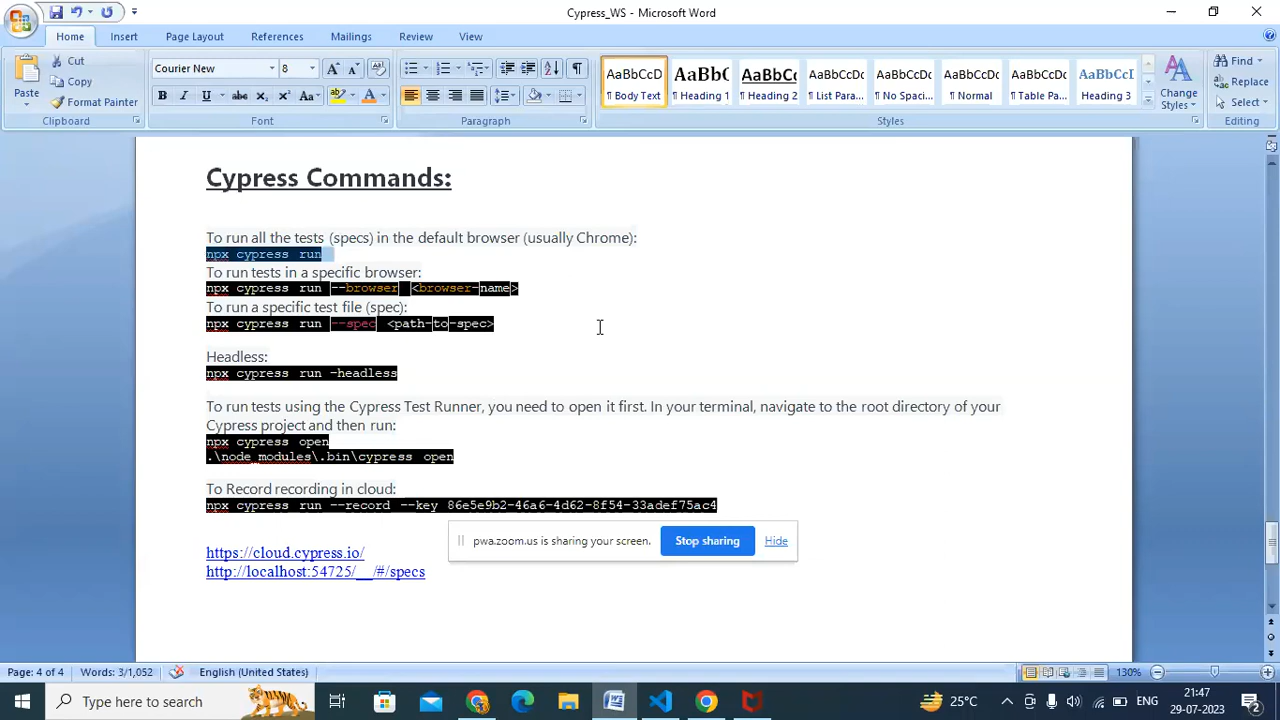 Cypress_WS - Microsoft Word
Home Insert Page Layout References Mailings Review View
Paste
Cut
Copy
Format Painter
Clipboard
Courier New 8
Font
Paragraph
AaBbCcD AaBbCc AaBbCc AaBbCcDc AaBbCcDc AaBbCcDc AaBbCcDc AaBbCcI
¶ Body Text Heading 1 Heading 2 ¶ List Para... ¶ No Spaci... ¶ Normal ¶ Table Pa... Heading 3
Change Styles
Styles
Find
Replace
Select
Editing
Cypress Commands:
To run all the tests (specs) in the default browser (usually Chrome):
npx cypress run
To run tests in a specific browser:
npx cypress run --browser <browser-name>
To run a specific test file (spec):
npx cypress run --spec <path-to-spec>
Headless:
npx cypress run -headless
To run tests using the Cypress Test Runner, you need to open it first. In your terminal, navigate to the root directory of your
Cypress project and then run:
npx cypress open
.\node_modules\.bin\cypress open
To Record recording in cloud:
npx cypress run --record --key 86e5e9b2-46a6-4d62-8f54-33adef75ac4
pwa.zoom.us is sharing your screen. Stop sharing Hide
https://cloud.cypress.io/
http://localhost:54725/__/#/specs
Page: 4 of 4 Words: 3/1,052 English (United States) 130%
Type here to search
25°C ENG 21:47
29-07-2023 2